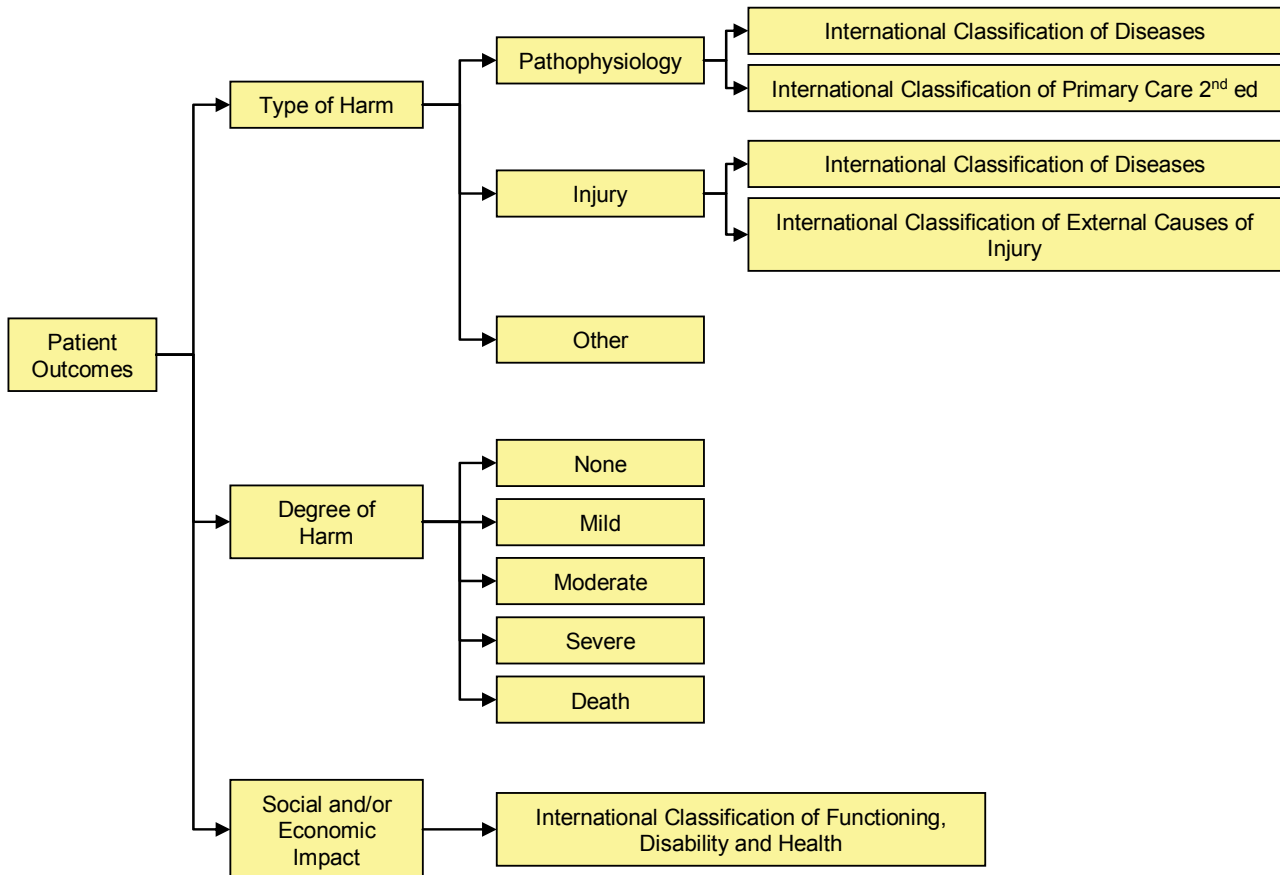 Patient
Outcomes
Type of Harm
Pathophysiology
International Classification of Diseases
International Classification of Primary Care 2nd ed
Injury
International Classification of Diseases
International Classification of External Causes of
Injury
Other
Degree of
Harm
None
Mild
Moderate
Severe
Death
Social and/or
Economic
Impact
International Classification of Functioning,
Disability and Health